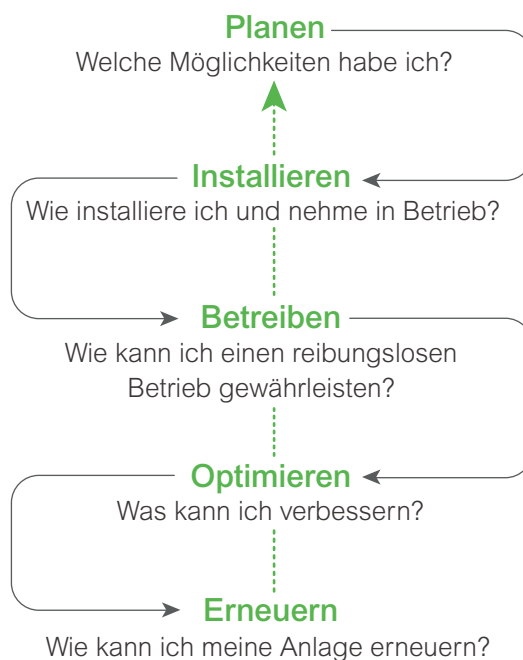 Planen
Welche Möglichkeiten habe ich?
Installieren
Wie installiere ich und nehme in Betrieb?
Betreiben
Wie kann ich einen reibungslosen
Betrieb gewährleisten?
Optimieren
Was kann ich verbessern?
Erneuern
Wie kann ich meine Anlage erneuern?